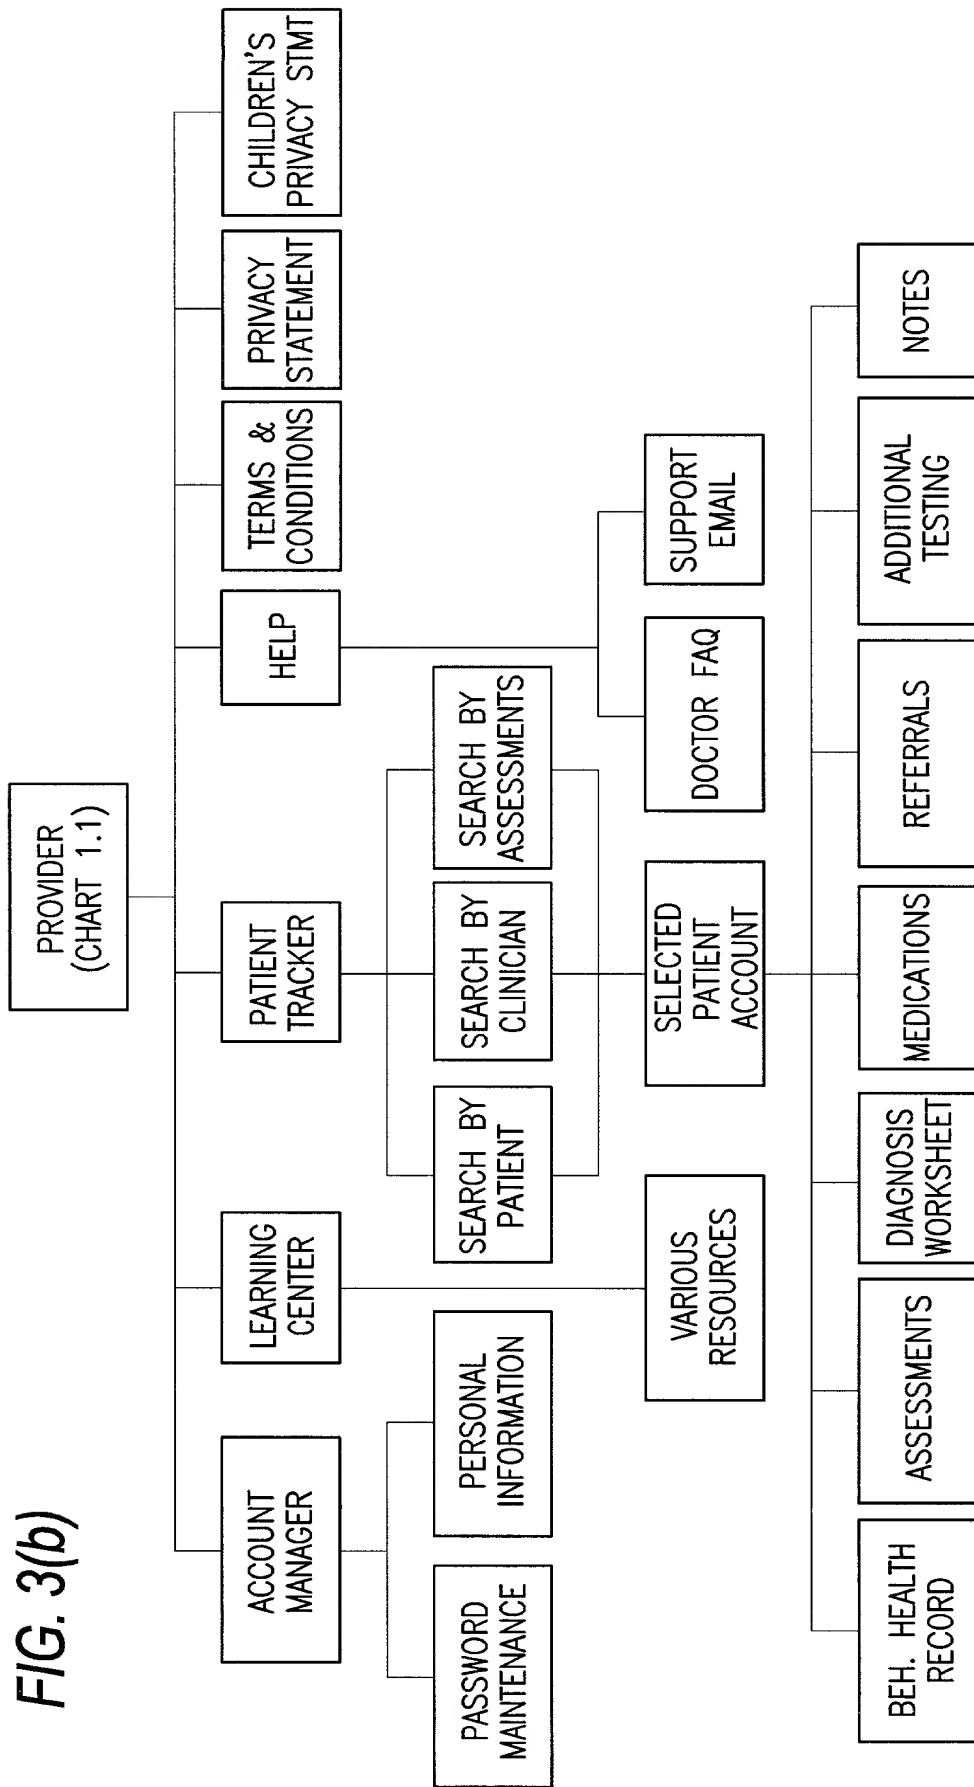 FIG. 3(b)
PROVIDER
(CHART 1.1)
ACCOUNT
MANAGER
LEARNING
CENTER
PATIENT
TRACKER
HELP
TERMS &
CONDITIONS
PRIVACY
STATEMENT
CHILDREN'S
PRIVACY STMT
PASSWORD
MAINTENANCE
PERSONAL
INFORMATION
SEARCH BY
PATIENT
SEARCH BY
CLINICIAN
SEARCH BY
ASSESSMENTS
VARIOUS
RESOURCES
SELECTED
PATIENT
ACCOUNT
DOCTOR FAQ
SUPPORT
EMAIL
BEH. HEALTH
RECORD
ASSESSMENTS
DIAGNOSIS
WORKSHEET
MEDICATIONS
REFERRALS
ADDITIONAL
TESTING
NOTES